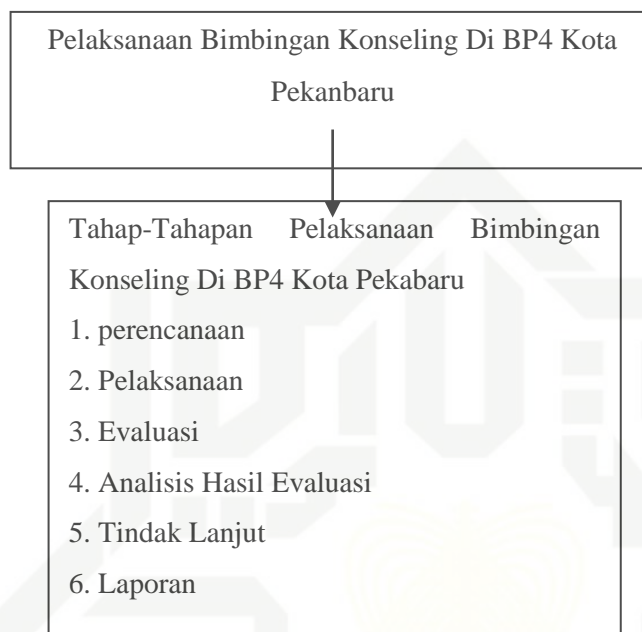 Pelaksanaan Bimbingan Konseling Di BP4 Kota
Pekanbaru
Tahap-Tahapan Pelaksanaan Bimbingan
Konseling Di BP4 Kota Pekabaru
1. perencanaan
2. Pelaksanaan
3. Evaluasi
4. Analisis Hasil Evaluasi
5. Tindak Lanjut
6. Laporan